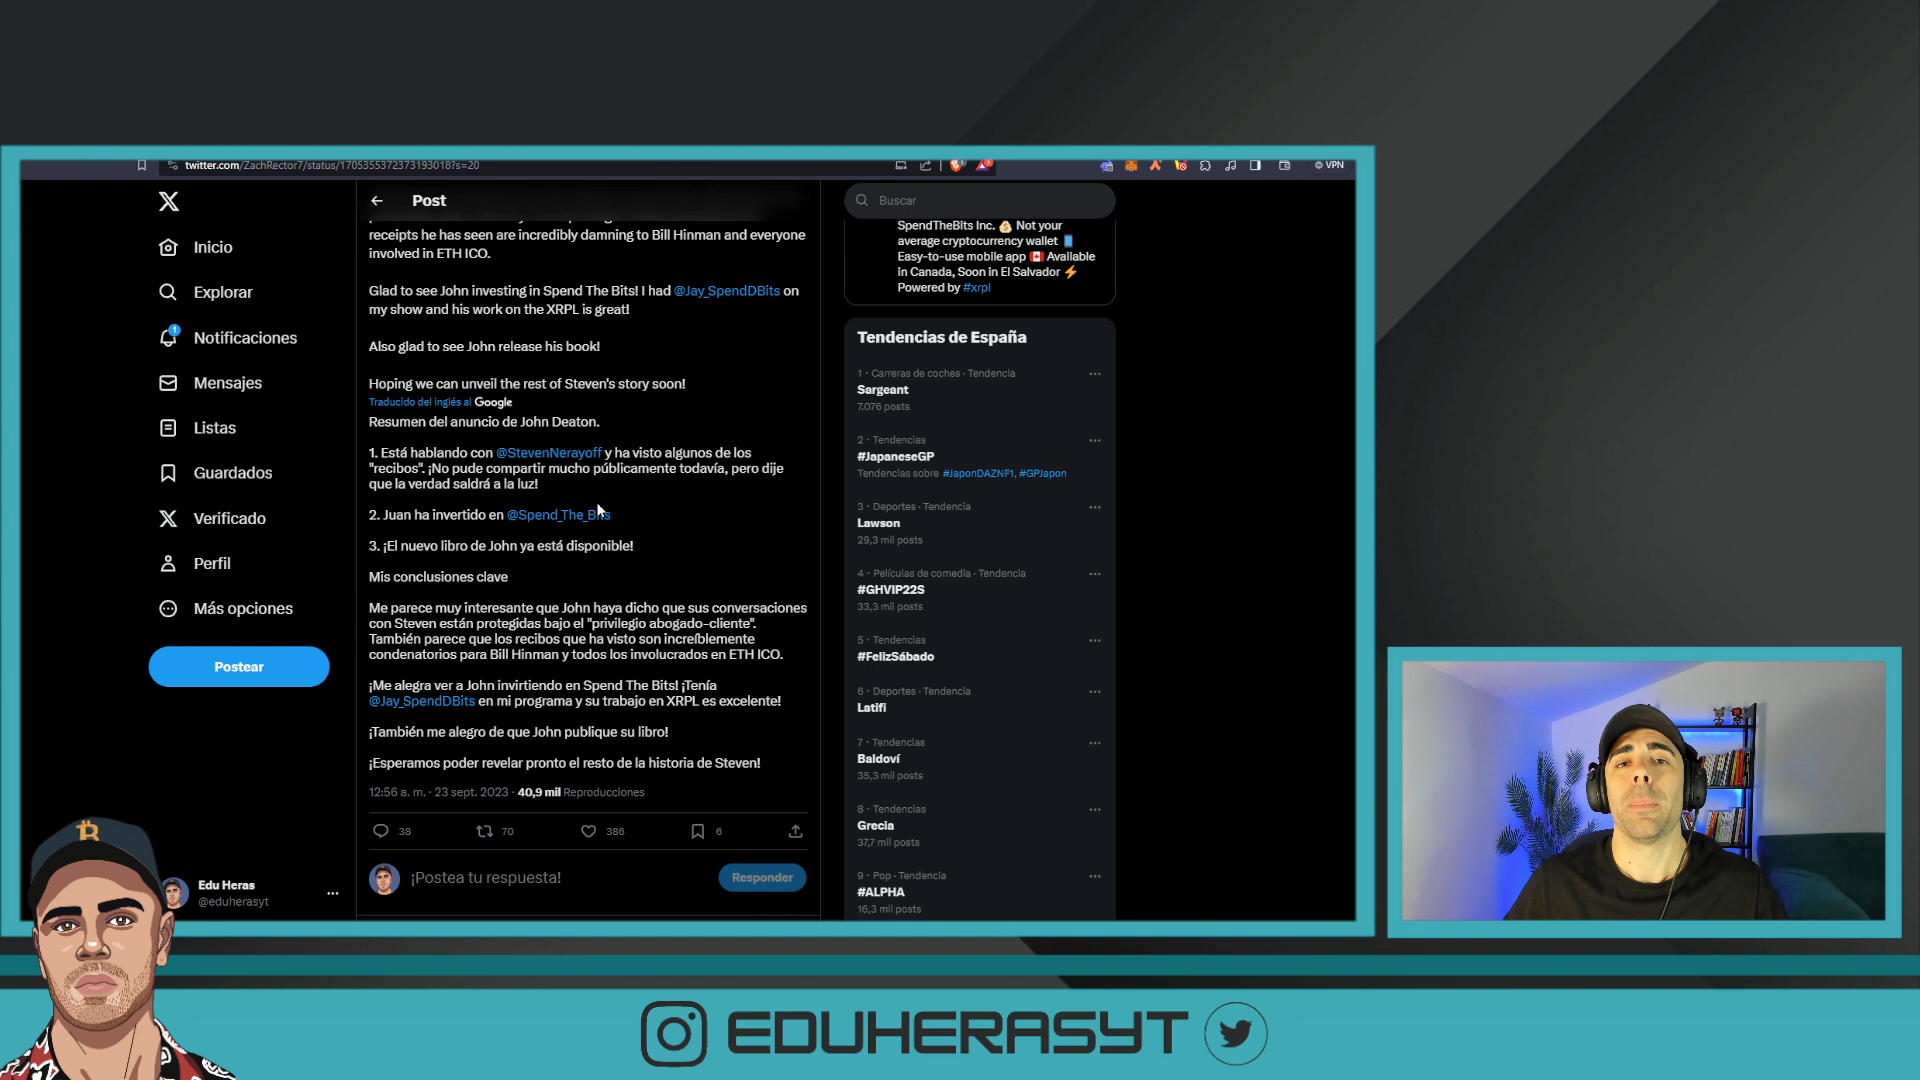 twitter.com/ZachRector7/status/1705355372373193018?s=20
VPN
Inicio
Explorar
1
Notificaciones
Mensajes
Listas
Guardados
Verificado
Perfil
Más opciones
Postear
Edu Heras
@eduherasyt
Post
receipts he has seen are incredibly damning to Bill Hinman and everyone
involved in ETH ICO.
Glad to see John investing in Spend The Bits! I had @Jay_SpendDBits on
my show and his work on the XRPL is great!
Also glad to see John release his book!
Hoping we can unveil the rest of Steven's story soon!
Traducido del inglés al Google
Resumen del anuncio de John Deaton.
1. Está hablando con @StevenNerayoff y ha visto algunos de los
"recibos". ¡No pude compartir mucho públicamente todavía, pero dije
que la verdad saldrá a la luz!
2. Juan ha invertido en @Spend_The_Bits
3. ¡El nuevo libro de John ya está disponible!
Mis conclusiones clave
Me parece muy interesante que John haya dicho que sus conversaciones
con Steven están protegidas bajo el "privilegio abogado-cliente".
También parece que los recibos que ha visto son increíblemente
condenatorios para Bill Hinman y todos los involucrados en ETH ICO.
¡Me alegra ver a John invirtiendo en Spend The Bits! ¡Tenía
@Jay_SpendDBits en mi programa y su trabajo en XRPL es excelente!
¡También me alegro de que John publique su libro!
¡Esperamos poder revelar pronto el resto de la historia de Steven!
12:56 a. m. · 23 sept. 2023 · 40,9 mil Reproducciones
38 70 386 6
¡Postea tu respuesta!
Responder
Buscar
SpendTheBits Inc. 💰 Not your
average cryptocurrency wallet 📘
Easy-to-use mobile app 🇨🇦 Available
in Canada, Soon in El Salvador ⚡
Powered by #xrpl
Tendencias de España
1 · Carreras de coches · Tendencia
Sargeant
7.076 posts
2 · Tendencias
#JapaneseGP
Tendencias sobre #JaponDAZNF1, #GPJapon
3 · Deportes · Tendencia
Lawson
29,3 mil posts
4 · Películas de comedia · Tendencia
#GHVIP22S
33,3 mil posts
5 · Tendencias
#FelizSábado
6 · Deportes · Tendencia
Latifi
7 · Tendencias
Baldoví
35,3 mil posts
8 · Tendencias
Grecia
37,7 mil posts
9 · Pop · Tendencia
#ALPHA
16,3 mil posts
EDUHERASYT